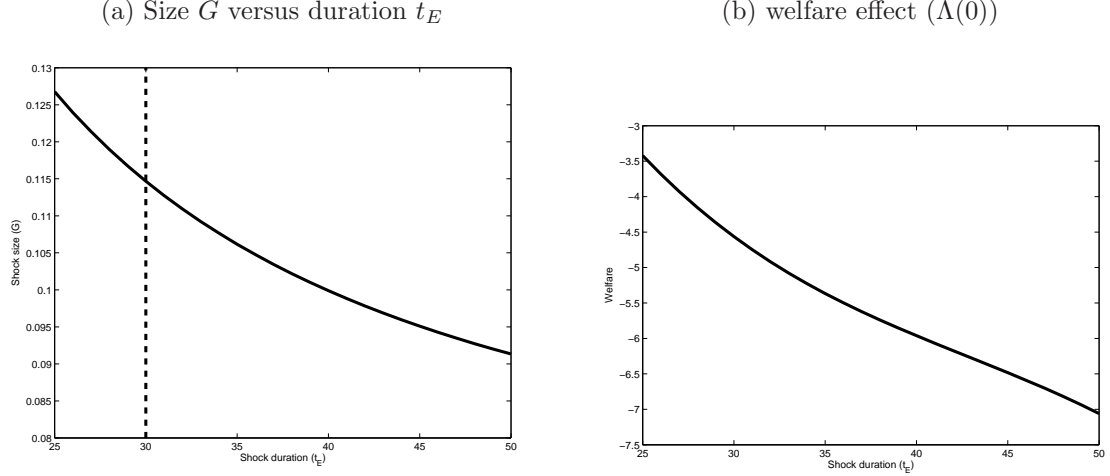 (a) Size G versus duration t_E
(b) welfare effect (Λ(0))
0.13
0.125
0.12
0.115
0.11
0.105
0.1
0.095
0.09
0.085
0.08
25 30 35 40 45 50
Shock size (G)
Shock duration (t_E)
−3
−3.5
−4
−4.5
−5
−5.5
−6
−6.5
−7
−7.5
25 30 35 40 45 50
Welfare
Shock duration (t_E)